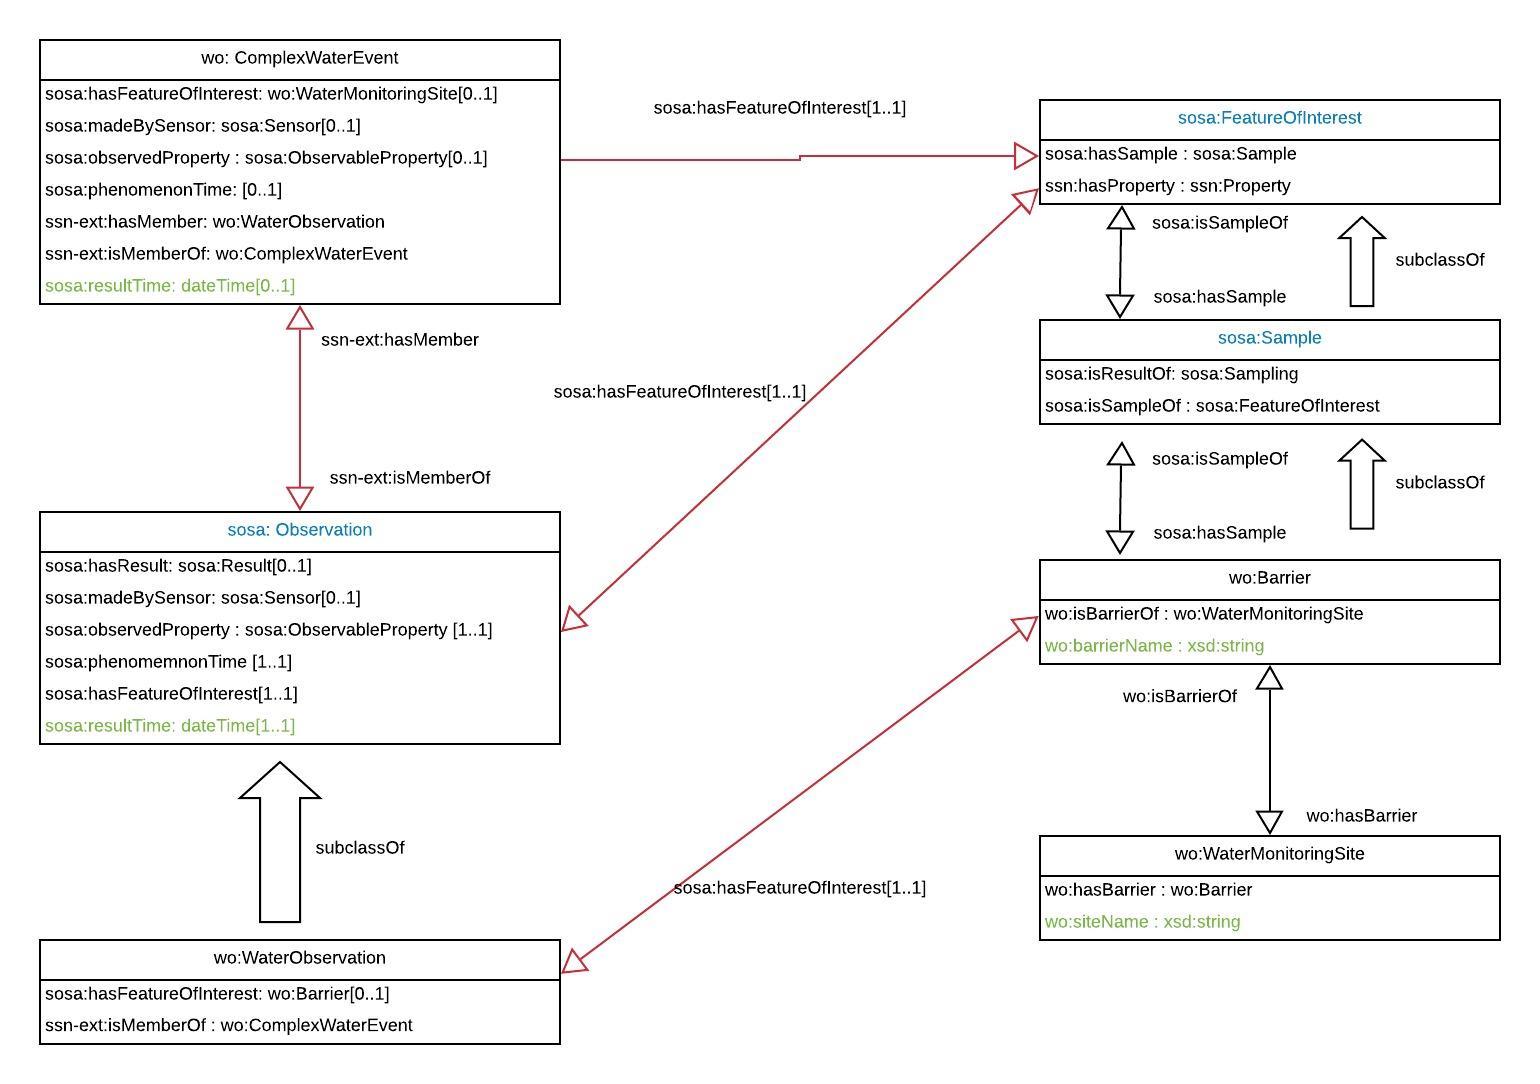 wo: ComplexWaterEvent
sosa:hasFeatureOfInterest: wo:WaterMonitoringSite[0..1]
sosa:madeBySensor: sosa:Sensor[0..1]
sosa:observedProperty : sosa:ObservableProperty[0..1]
sosa:phenomenonTime: [0..1]
ssn-ext:hasMember: wo:WaterObservation
ssn-ext:isMemberOf: wo:ComplexWaterEvent
sosa:resultTime: dateTime[0..1]
sosa:hasFeatureOfInterest[1..1]
sosa:FeatureOfInterest
sosa:hasSample : sosa:Sample
ssn:hasProperty : ssn:Property
sosa:isSampleOf
subclassOf
sosa:hasSample
ssn-ext:hasMember
sosa:Sample
sosa:isResultOf: sosa:Sampling
sosa:isSampleOf : sosa:FeatureOfInterest
sosa:hasFeatureOfInterest[1..1]
ssn-ext:isMemberOf
sosa:isSampleOf
subclassOf
sosa:hasSample
sosa: Observation
sosa:hasResult: sosa:Result[0..1]
sosa:madeBySensor: sosa:Sensor[0..1]
sosa:observedProperty : sosa:ObservableProperty [1..1]
sosa:phenomemnonTime [1..1]
sosa:hasFeatureOfInterest[1..1]
sosa:resultTime: dateTime[1..1]
wo:Barrier
wo:isBarrierOf : wo:WaterMonitoringSite
wo:barrierName : xsd:string
wo:isBarrierOf
wo:hasBarrier
subclassOf
wo:WaterMonitoringSite
wo:hasBarrier : wo:Barrier
wo:siteName : xsd:string
sosa:hasFeatureOfInterest[1..1]
wo:WaterObservation
sosa:hasFeatureOfInterest: wo:Barrier[0..1]
ssn-ext:isMemberOf : wo:ComplexWaterEvent